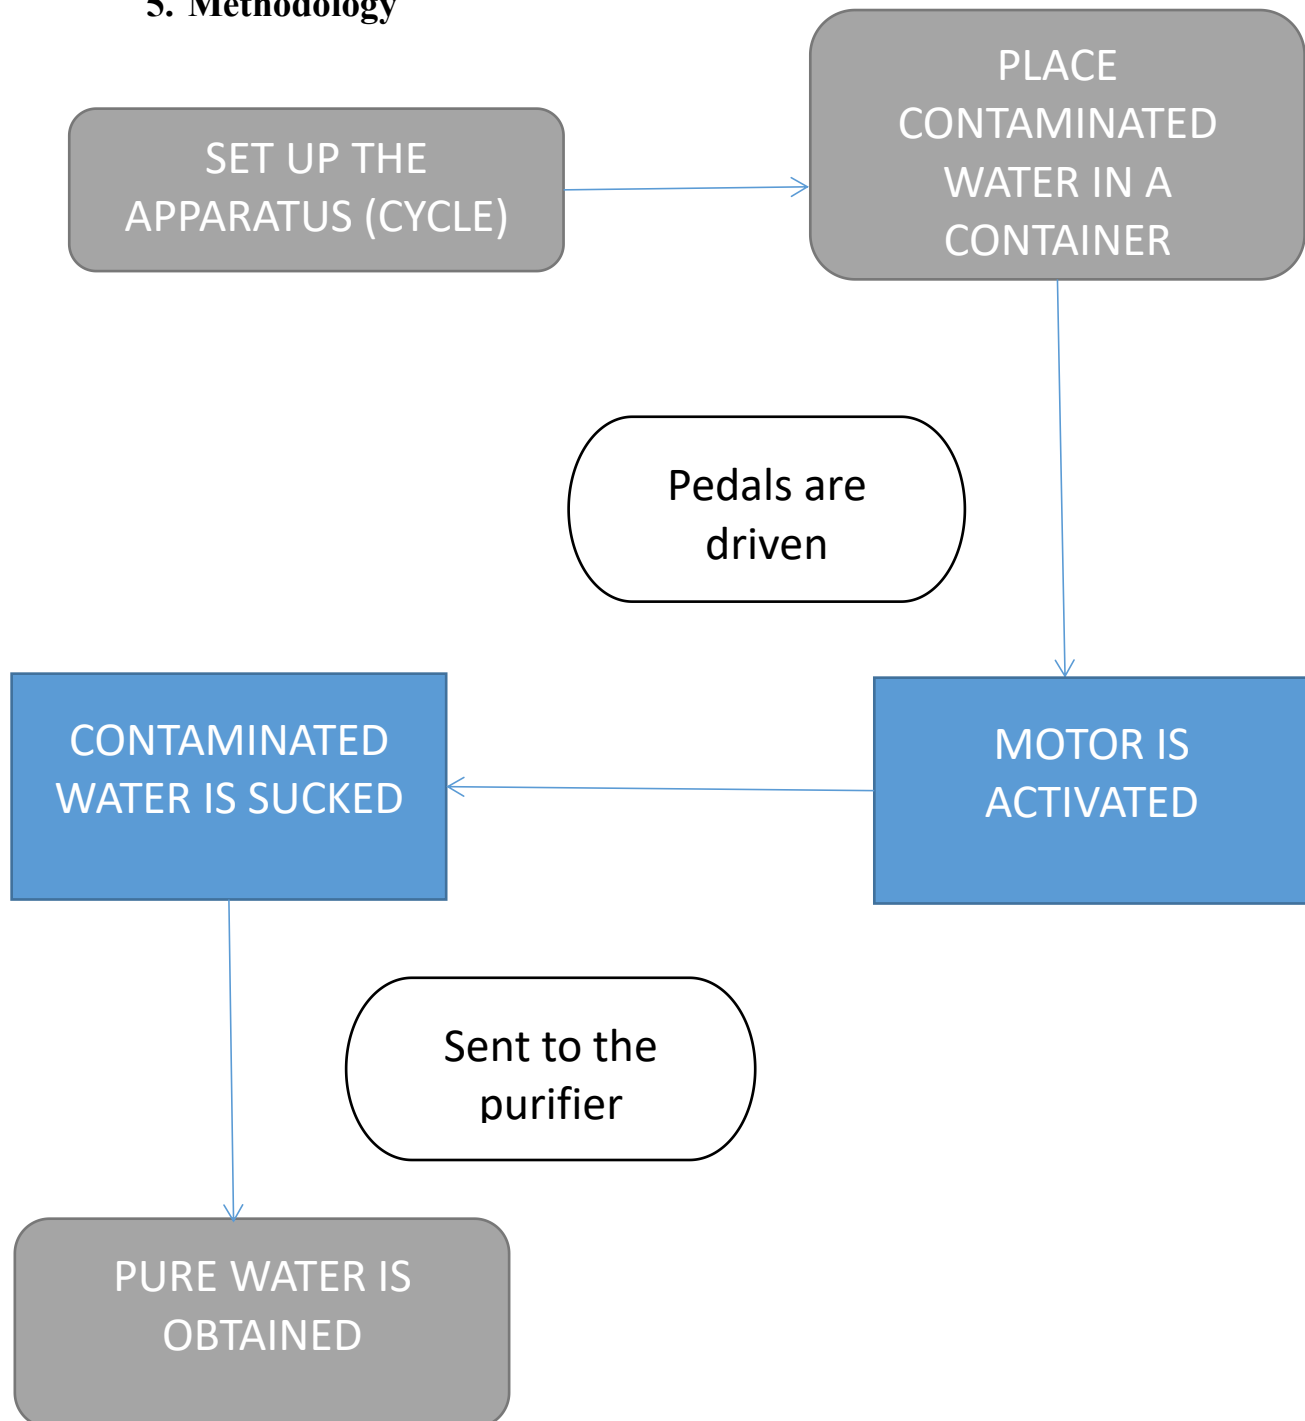 5. Methodology
SET UP THE
APPARATUS (CYCLE)
PLACE
CONTAMINATED
WATER IN A
CONTAINER
Pedals are
driven
MOTOR IS
ACTIVATED
CONTAMINATED
WATER IS SUCKED
Sent to the
purifier
PURE WATER IS
OBTAINED